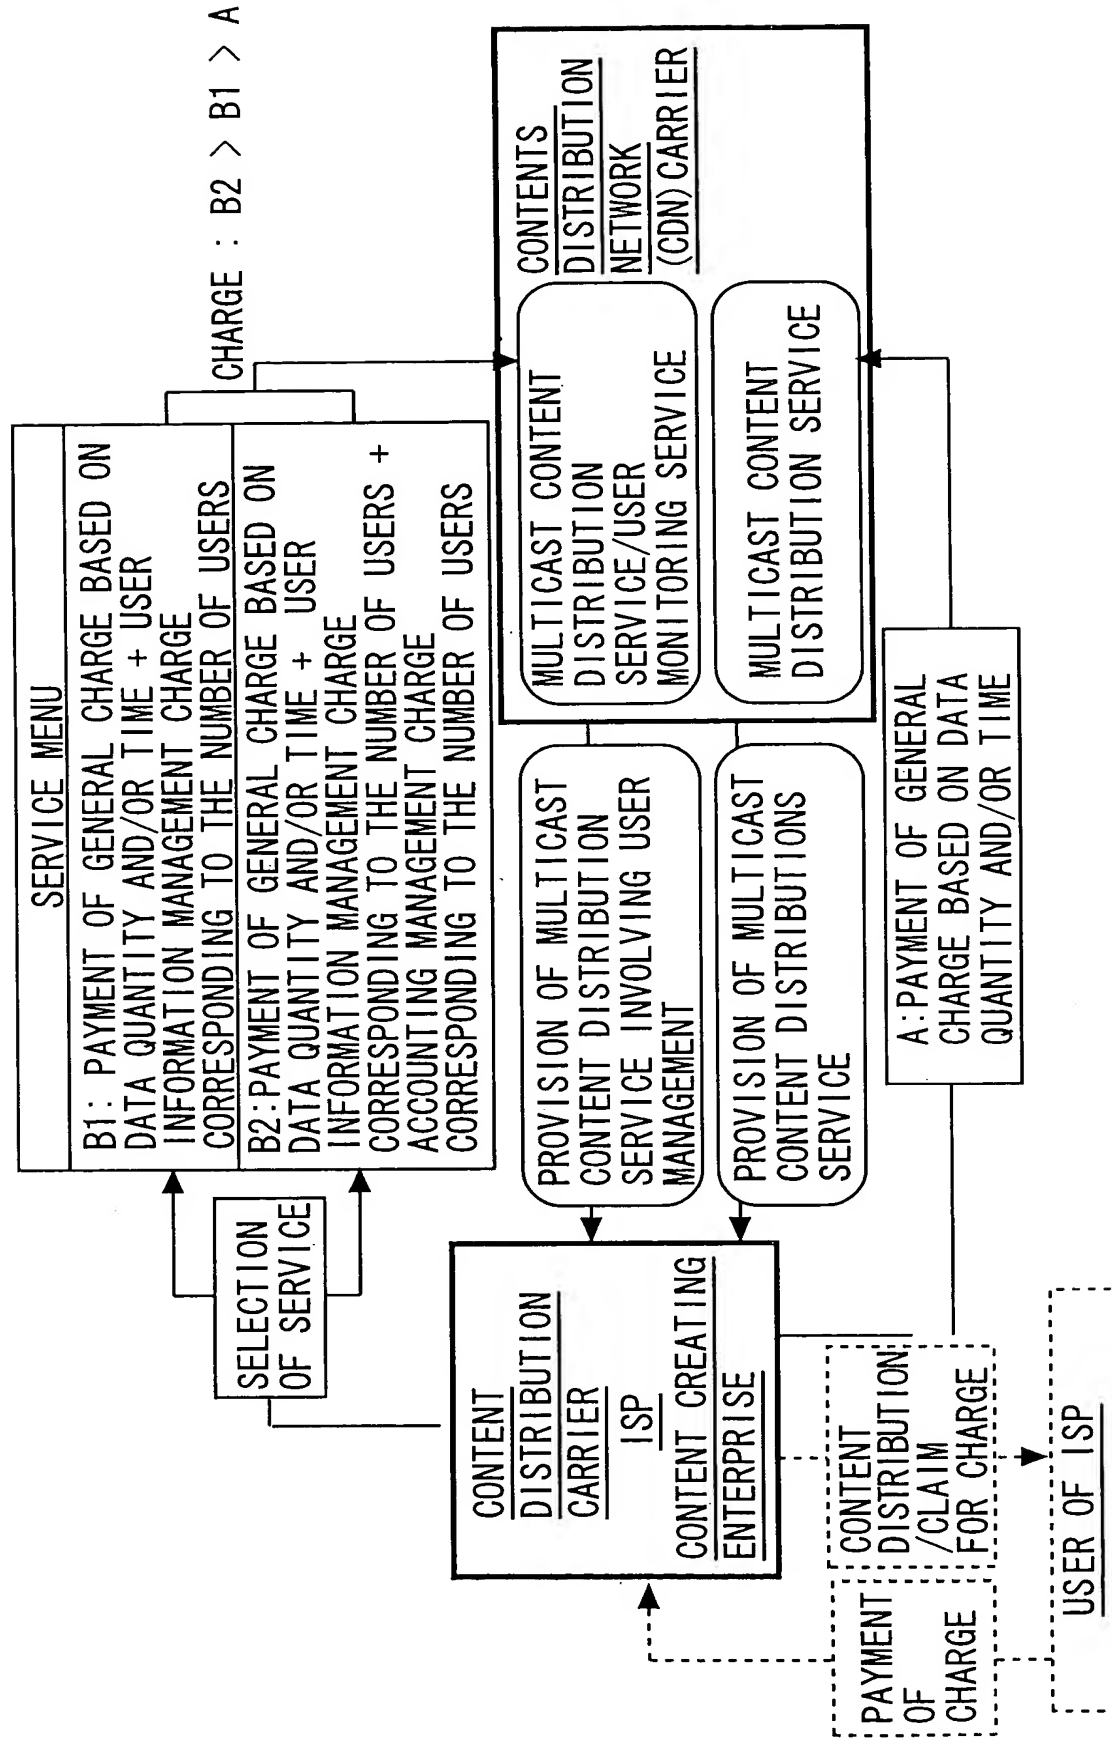 SERVICE MENU
B1: PAYMENT OF GENERAL CHARGE BASED ON
DATA QUANTITY AND/OR TIME + USER
INFORMATION MANAGEMENT CHARGE
CORRESPONDING TO THE NUMBER OF USERS
B2:PAYMENT OF GENERAL CHARGE BASED ON
DATA QUANTITY AND/OR TIME + USER
INFORMATION MANAGEMENT CHARGE
CORRESPONDING TO THE NUMBER OF USERS +
ACCOUNTING MANAGEMENT CHARGE
CORRESPONDING TO THE NUMBER OF USERS
CHARGE : B2 > B1 > A
SELECTION
OF SERVICE
CONTENT
DISTRIBUTION
CARRIER
ISP
CONTENT CREATING
ENTERPRISE
PROVISION OF MULTICAST
CONTENT DISTRIBUTION
SERVICE INVOLVING USER
MANAGEMENT
PROVISION OF MULTICAST
CONTENT DISTRIBUTIONS
SERVICE
MULTICAST CONTENT
DISTRIBUTION
SERVICE/USER
MONITORING SERVICE
MULTICAST CONTENT
DISTRIBUTION SERVICE
CONTENTS
DISTRIBUTION
NETWORK
(CDN)CARRIER
A:PAYMENT OF GENERAL
CHARGE BASED ON DATA
QUANTITY AND/OR TIME
PAYMENT
OF
CHARGE
CONTENT
DISTRIBUTION
/CLAIM
FOR CHARGE
USER OF ISP